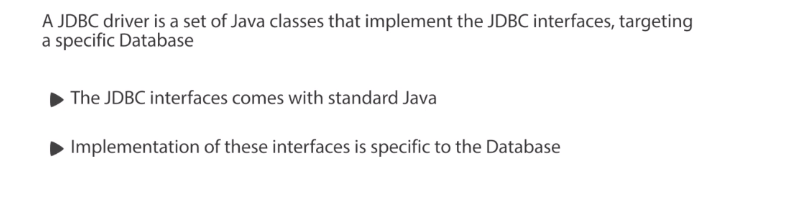 A JDBC driver is a set of Java classes that implement the JDBC interfaces, targeting
a specific Database
The JDBC interfaces comes with standard Java
Implementation of these interfaces is specific to the Database